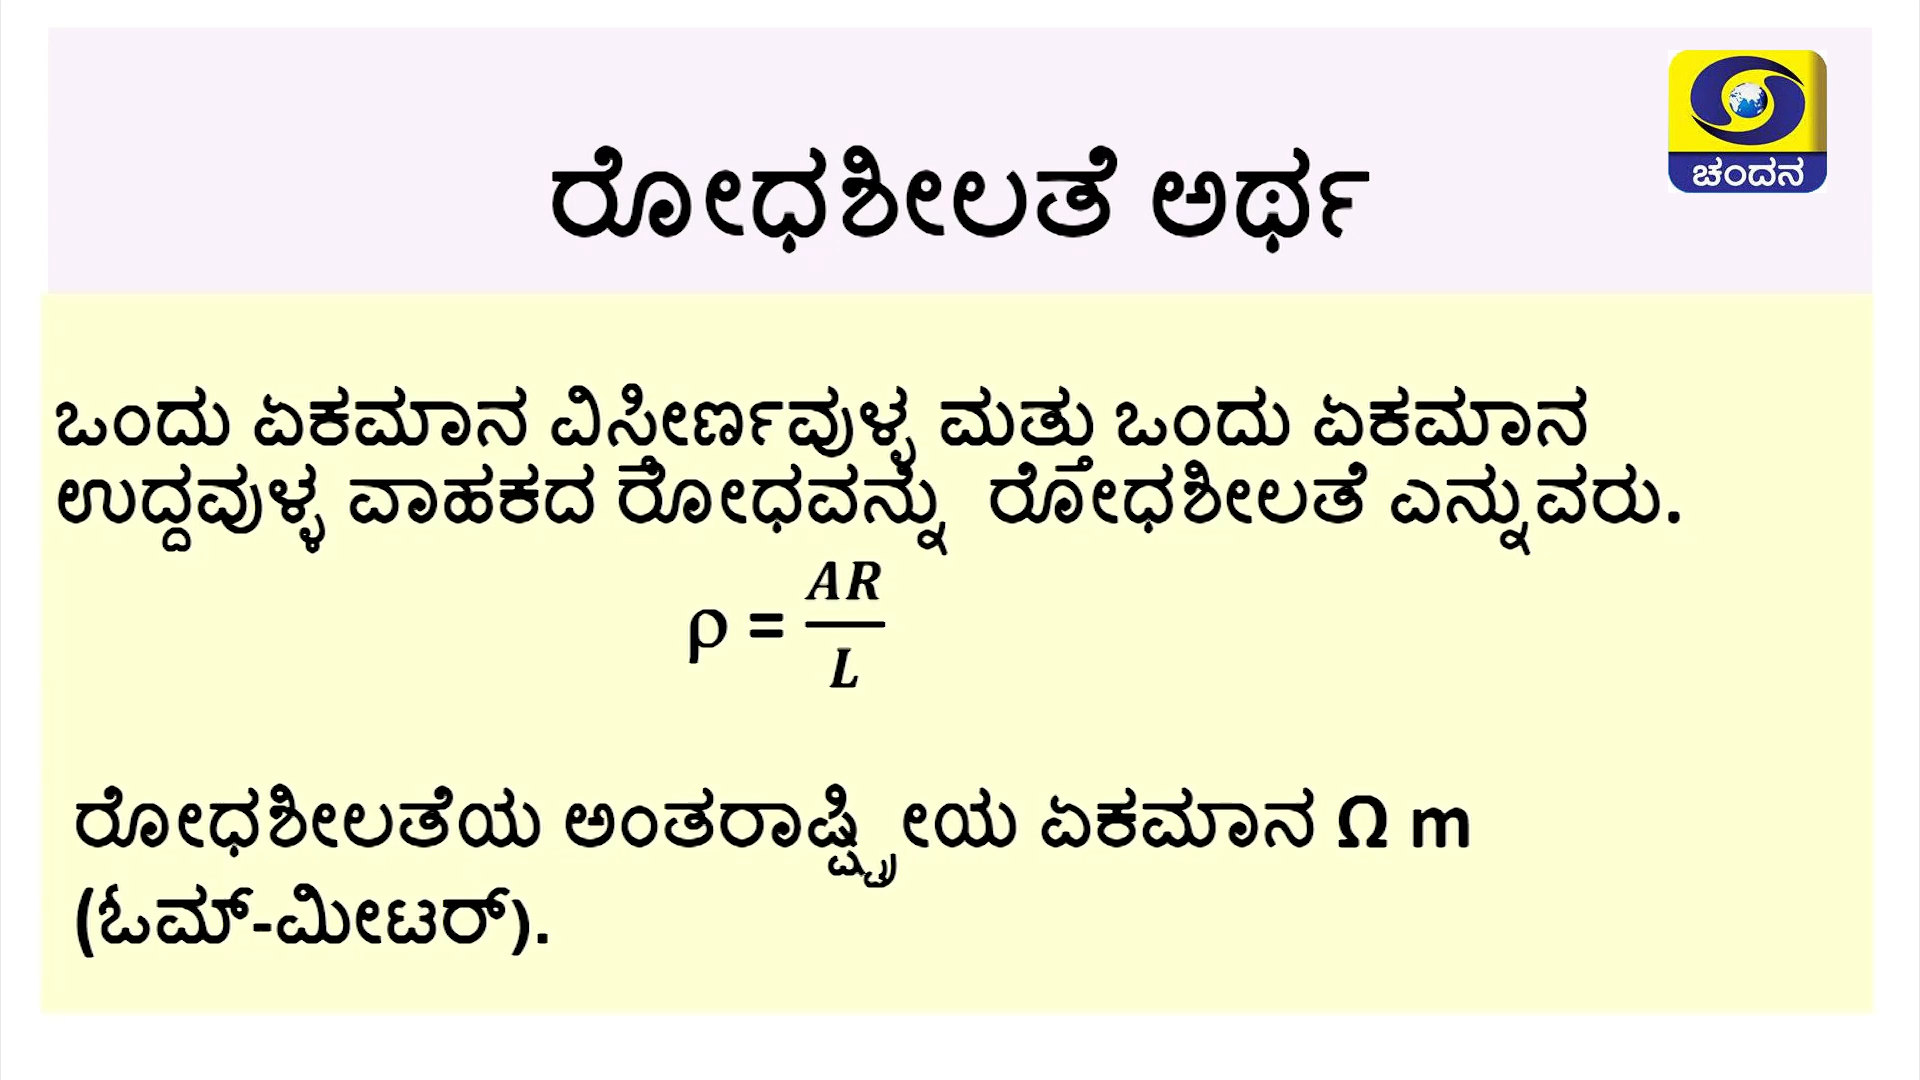 ಚಂದನ
ರೋಧಶೀಲತೆ ಅರ್ಥ
ಒಂದು ಏಕಮಾನ ವಿಸ್ತೀರ್ಣವುಳ್ಳ ಮತ್ತು ಒಂದು ಏಕಮಾನ
ಉದ್ದವುಳ್ಳ ವಾಹಕದ ರೋಧವನ್ನು ರೋಧಶೀಲತೆ ಎನ್ನುವರು.
ρ = AR/L
ರೋಧಶೀಲತೆಯ ಅಂತರಾಷ್ಟ್ರೀಯ ಏಕಮಾನ Ω m
(ಓಮ್-ಮೀಟರ್).